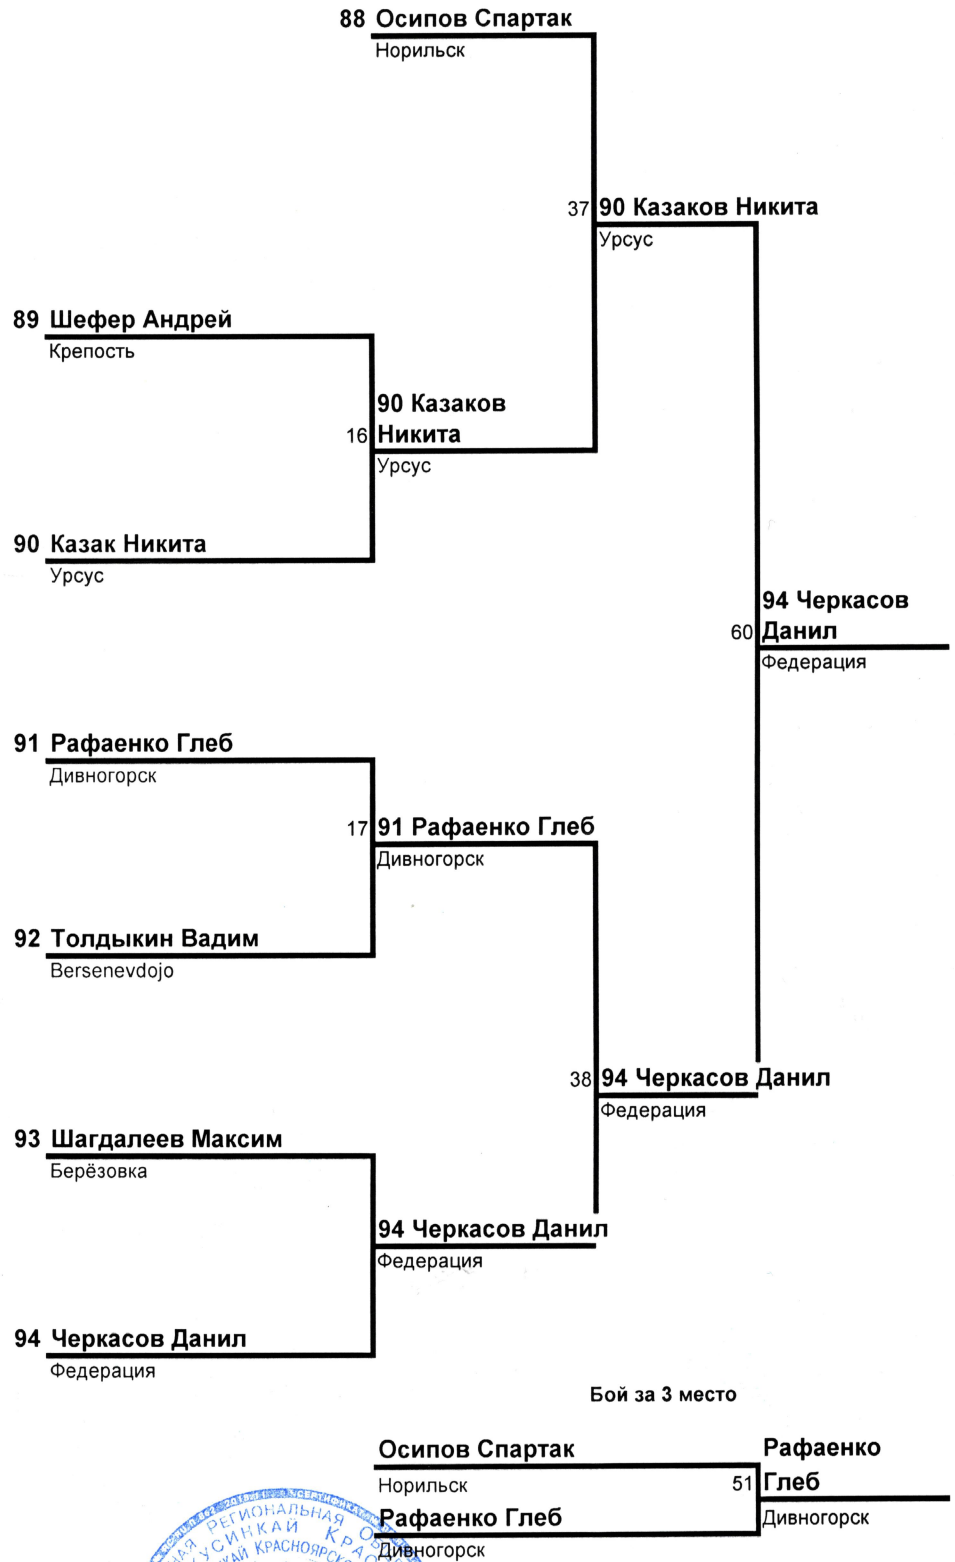 88 Осипов Спартак
Норильск
37 90 Казаков Никита
Урсус
89 Шефер Андрей
Крепость
90 Казаков
16 Никита
Урсус
90 Казак Никита
Урсус
94 Черкасов
60 Данил
Федерация
91 Рафаенко Глеб
Дивногорск
17 91 Рафаенко Глеб
Дивногорск
92 Толдыкин Вадим
Bersenevdojo
38 94 Черкасов Данил
Федерация
93 Шагдалеев Максим
Берёзовка
94 Черкасов Данил
Федерация
94 Черкасов Данил
Федерация
Бой за 3 место
Осипов Спартак
Норильск
Рафаенко Глеб
Дивногорск
Рафаенко
51 Глеб
Дивногорск
РЕГИОНАЛЬНАЯ